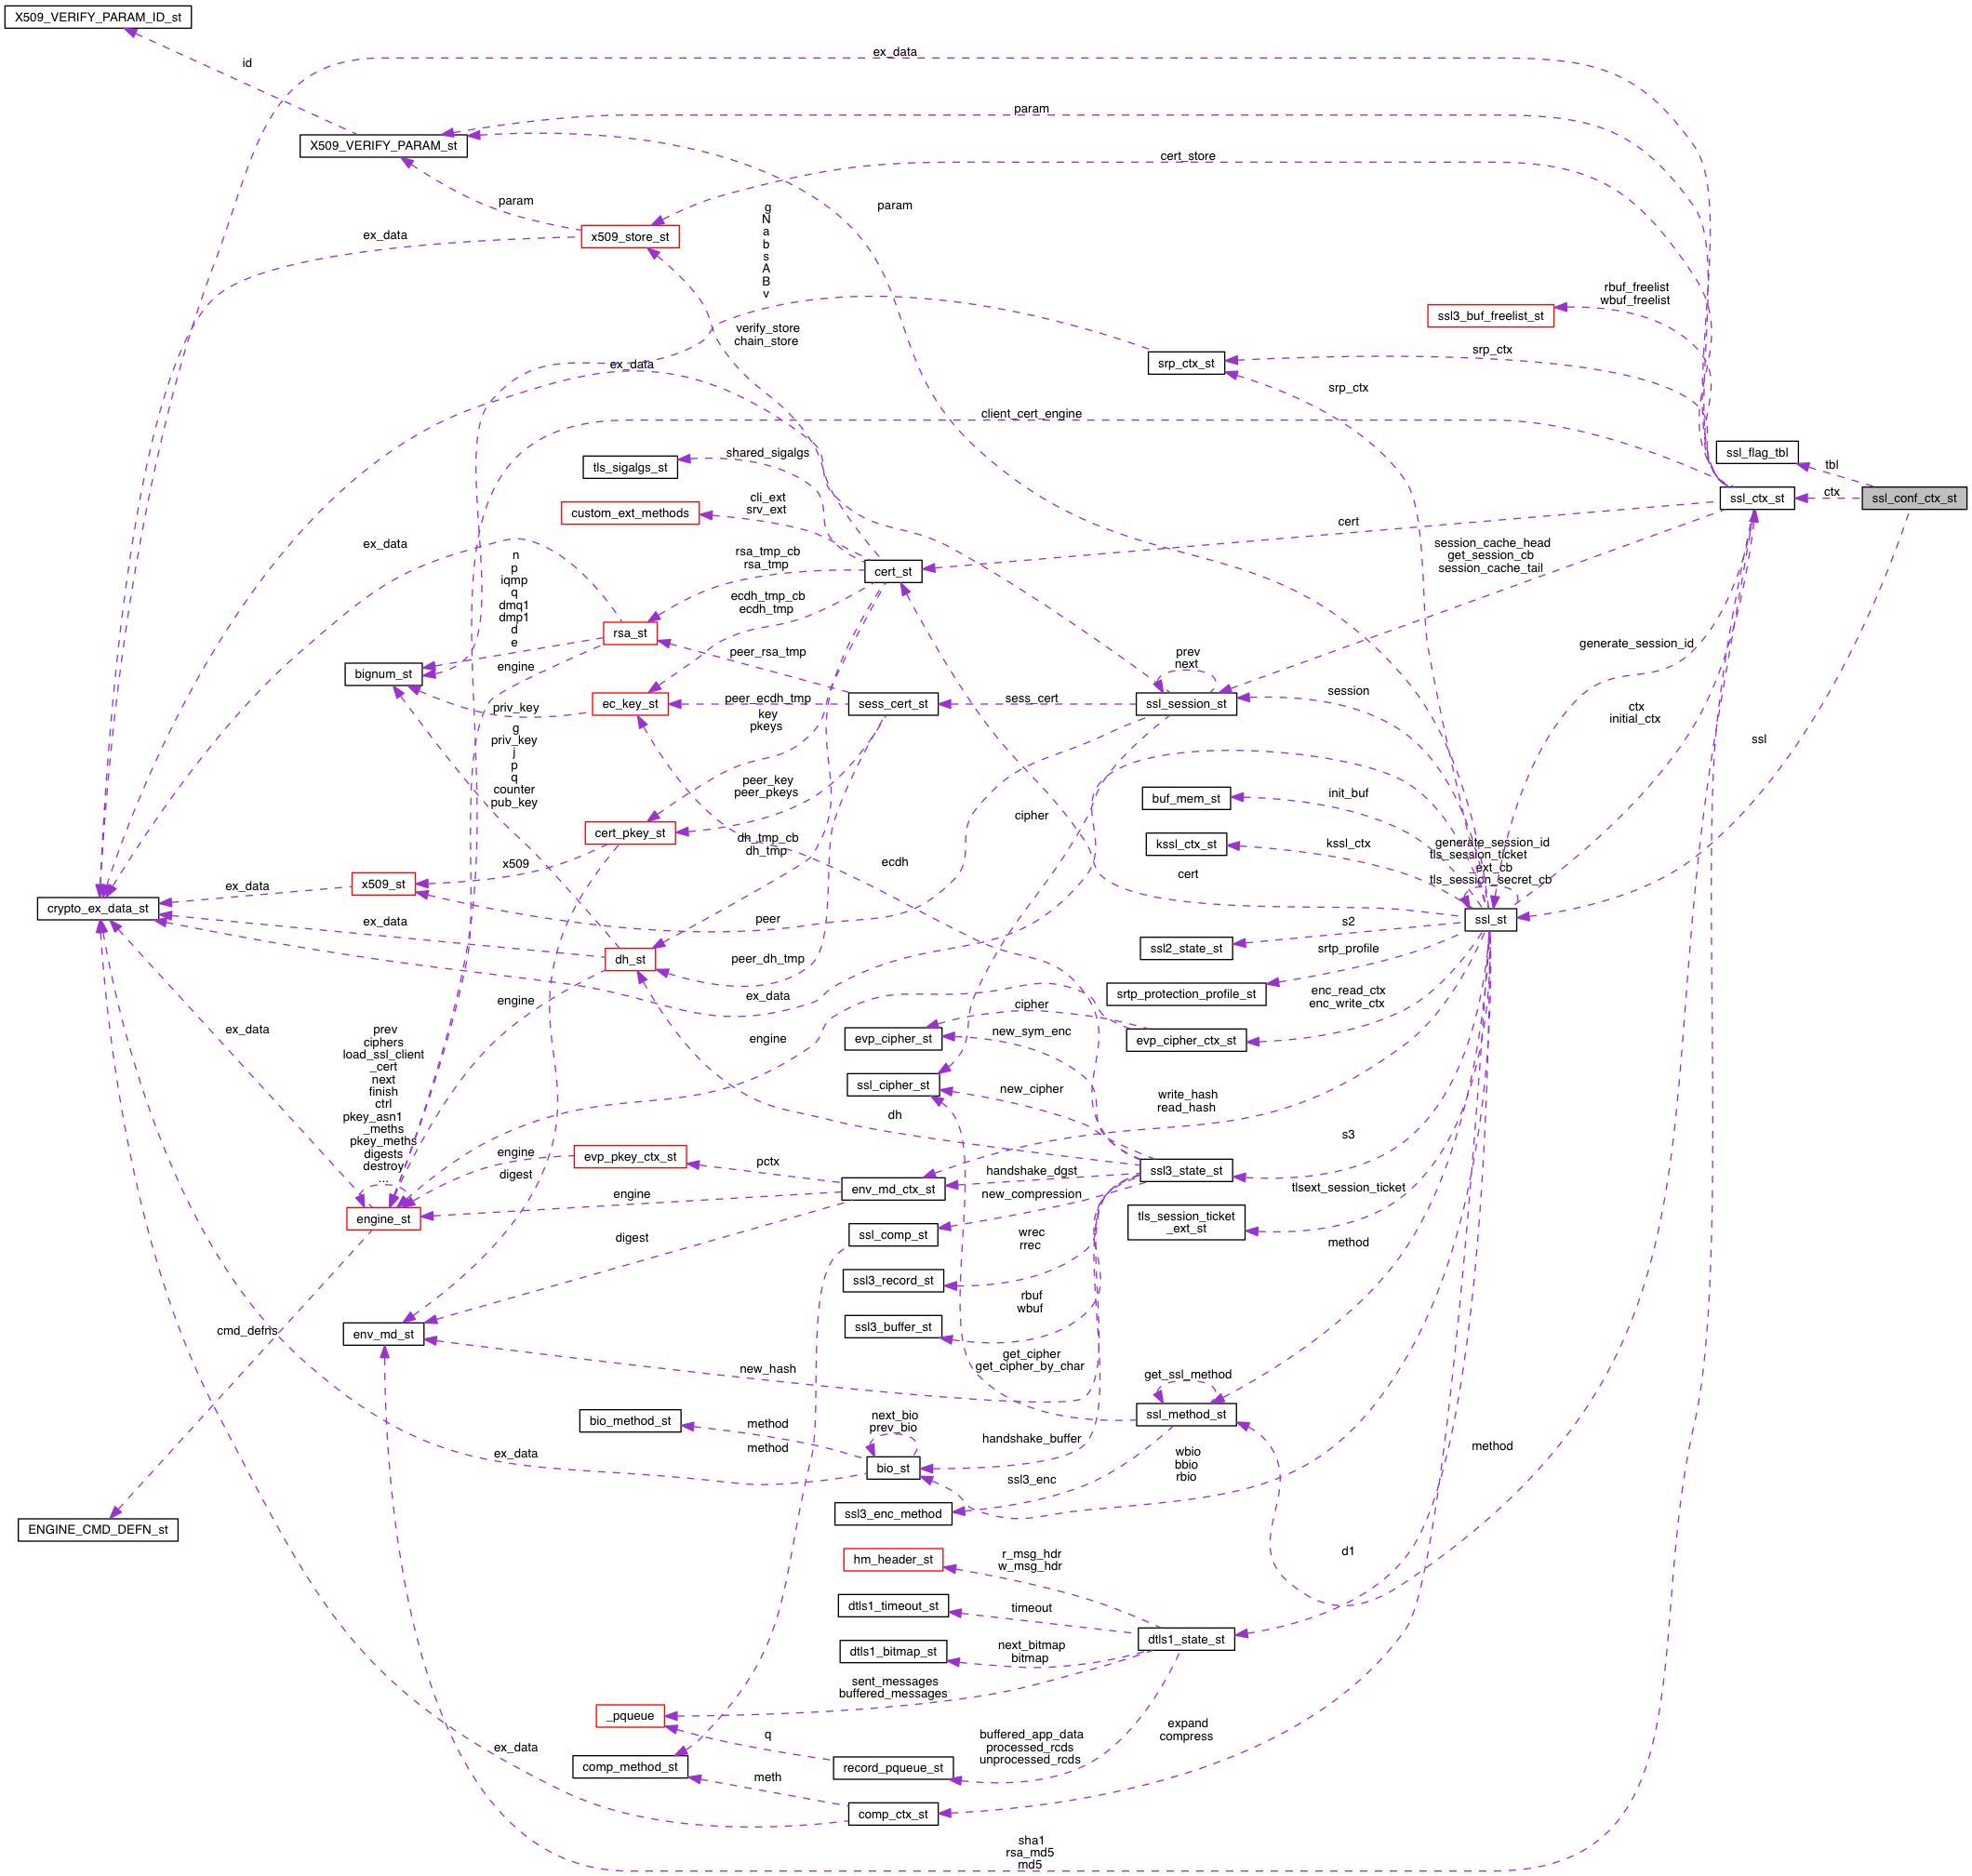 X509_VERIFY_PARAM_ID_st
ex_data
id
param
X509_VERIFY_PARAM_st
cert_store
param
param
g
N
a
b
s
A
B
v
x509_store_st
ex_data
rbuf_freelist
wbuf_freelist
ssl3_buf_freelist_st
verify_store
chain_store
srp_ctx
srp_ctx_st
ex_data
srp_ctx
client_cert_engine
shared_sigalgs
tls_sigalgs_st
ssl_flag_tbl
tbl
ssl_ctx_st
ctx
ssl_conf_ctx_st
cli_ext
srv_ext
custom_ext_methods
cert
ex_data
session_cache_head
get_session_cb
session_cache_tail
rsa_tmp_cb
rsa_tmp
cert_st
n
p
iqmp
q
dmq1
dmp1
d
e
ecdh_tmp_cb
ecdh_tmp
rsa_st
engine
peer_rsa_tmp
prev
next
generate_session_id
bignum_st
priv_key
ec_key_st
peer_ecdh_tmp
key
pkeys
sess_cert_st
sess_cert
ssl_session_st
session
ctx
initial_ctx
ssl
g
priv_key
j
p
q
counter
pub_key
peer_key
peer_pkeys
buf_mem_st
init_buf
cert_pkey_st
cipher
dh_tmp_cb
dh_tmp
kssl_ctx_st
kssl_ctx
generate_session_id
tls_session_ticket
_ext_cb
tls_session_secret_cb
x509
ecdh
cert
x509_st
ex_data
crypto_ex_data_st
ex_data
peer
ssl_st
s2
ssl2_state_st
dh_st
peer_dh_tmp
srtp_profile
srtp_protection_profile_st
engine
ex_data
enc_read_ctx
enc_write_ctx
cipher
ex_data
engine
new_sym_enc
evp_cipher_st
evp_cipher_ctx_st
prev
ciphers
load_ssl_client
_cert
next
finish
ctrl
pkey_asn1
_meths
pkey_meths
digests
destroy
...
ssl_cipher_st
new_cipher
write_hash
read_hash
dh
s3
engine
digest
evp_pkey_ctx_st
pctx
handshake_dgst
ssl3_state_st
engine
env_md_ctx_st
new_compression
tlsext_session_ticket
engine_st
tls_session_ticket
_ext_st
digest
ssl_comp_st
wrec
rrec
method
ssl3_record_st
rbuf
wbuf
cmd_defns
env_md_st
ssl3_buffer_st
get_cipher
get_cipher_by_char
new_hash
get_ssl_method
ssl_method_st
bio_method_st
method
next_bio
prev_bio
method
ex_data
handshake_buffer
wbio
bbio
rbio
method
bio_st
ssl3_enc
ENGINE_CMD_DEFN_st
ssl3_enc_method
d1
hm_header_st
r_msg_hdr
w_msg_hdr
dtls1_timeout_st
timeout
dtls1_state_st
dtls1_bitmap_st
next_bitmap
bitmap
sent_messages
buffered_messages
_pqueue
q
expand
compress
buffered_app_data
processed_rcds
unprocessed_rcds
ex_data
comp_method_st
record_pqueue_st
meth
comp_ctx_st
sha1
rsa_md5
md5